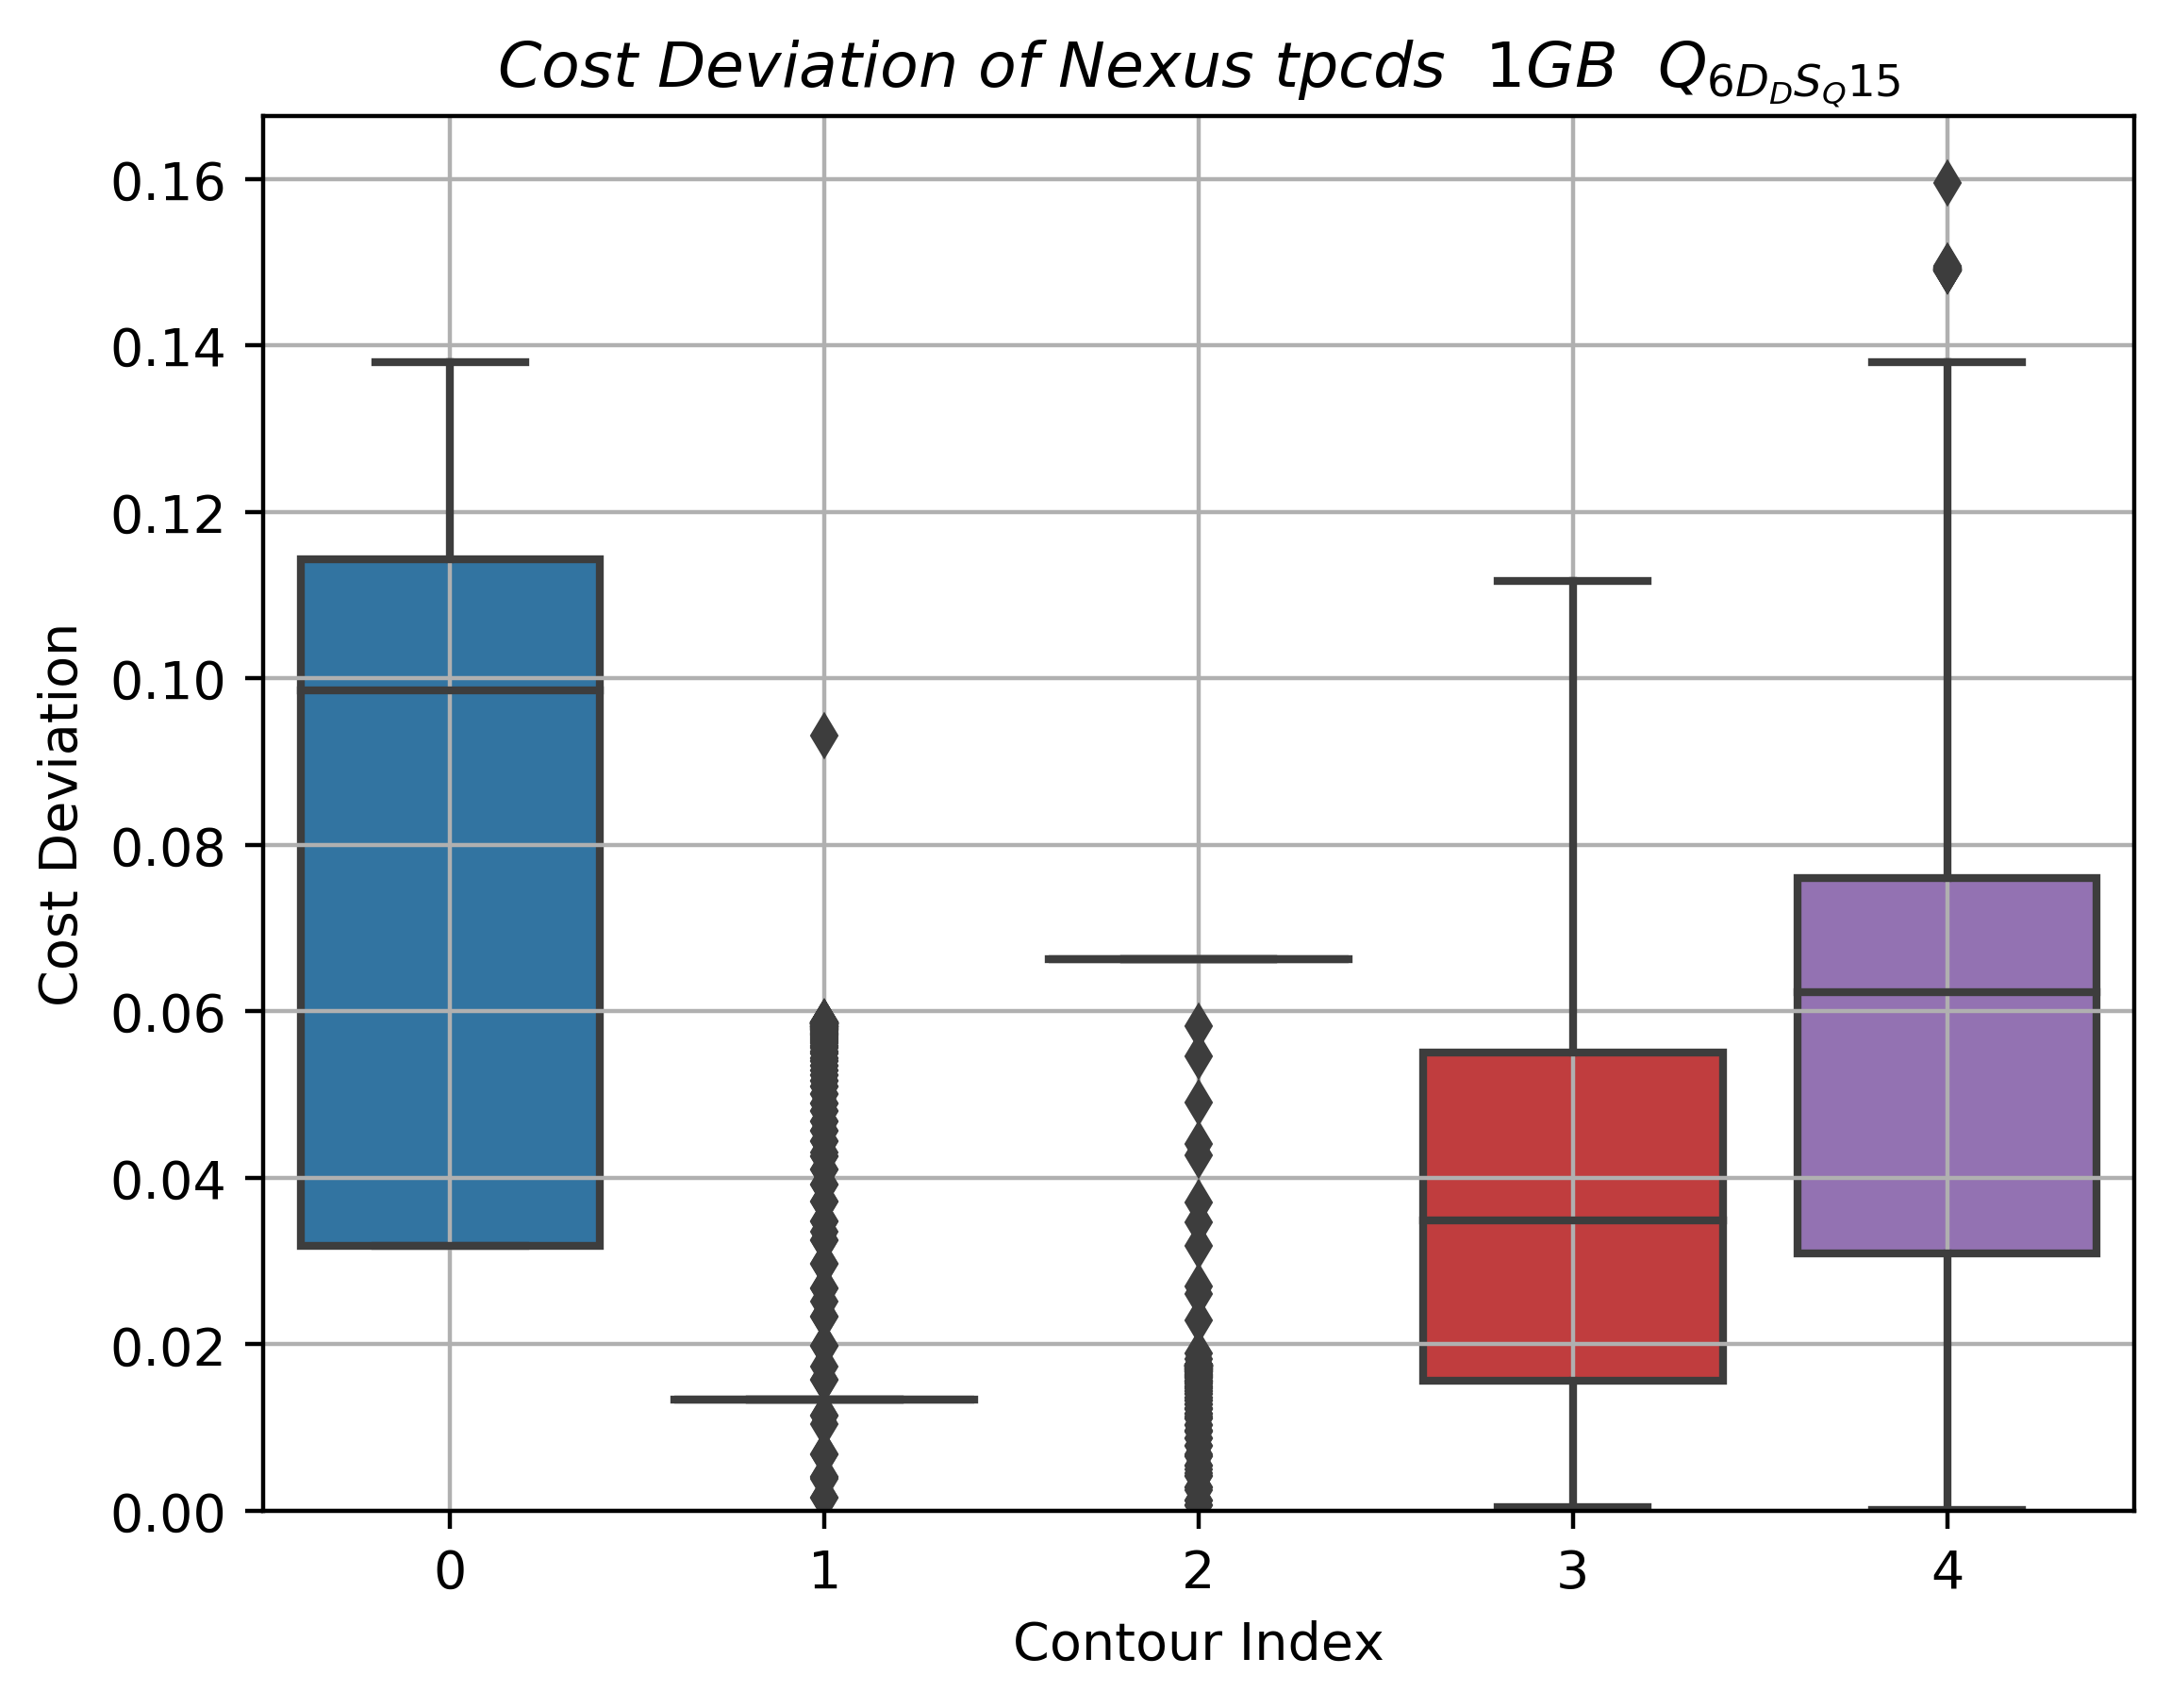 Cost Deviation of Nexus tpcds 1GB Q6DDSQ15
Cost Deviation
0.16
0.14
0.12
0.10
0.08
0.06
0.04
0.02
0.00
0 1 2 3 4
Contour Index